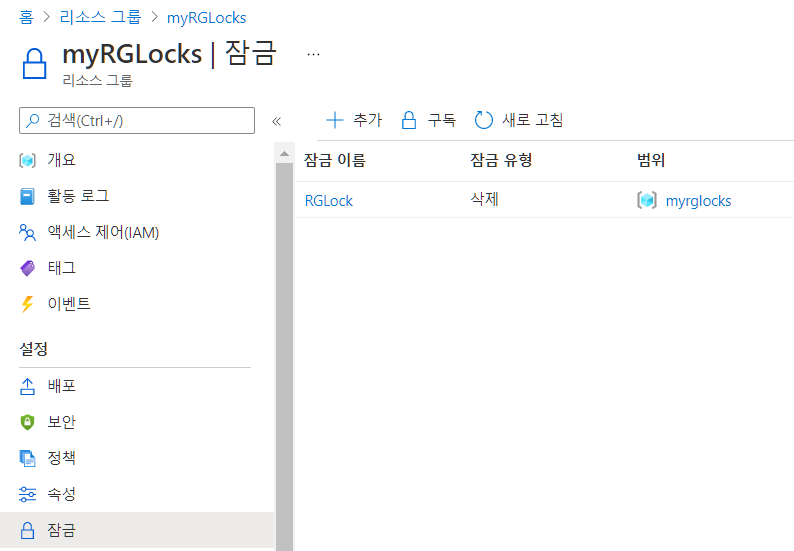 홈 > 리소스 그룹 > myRGLocks
myRGLocks | 잠금 ...
리소스 그룹
검색(Ctrl+/) «
개요
활동 로그
액세스 제어(IAM)
태그
이벤트
설정
배포
보안
정책
속성
잠금
추가 구독 새로 고침
잠금 이름 잠금 유형 범위
RGLock 삭제 myrglocks